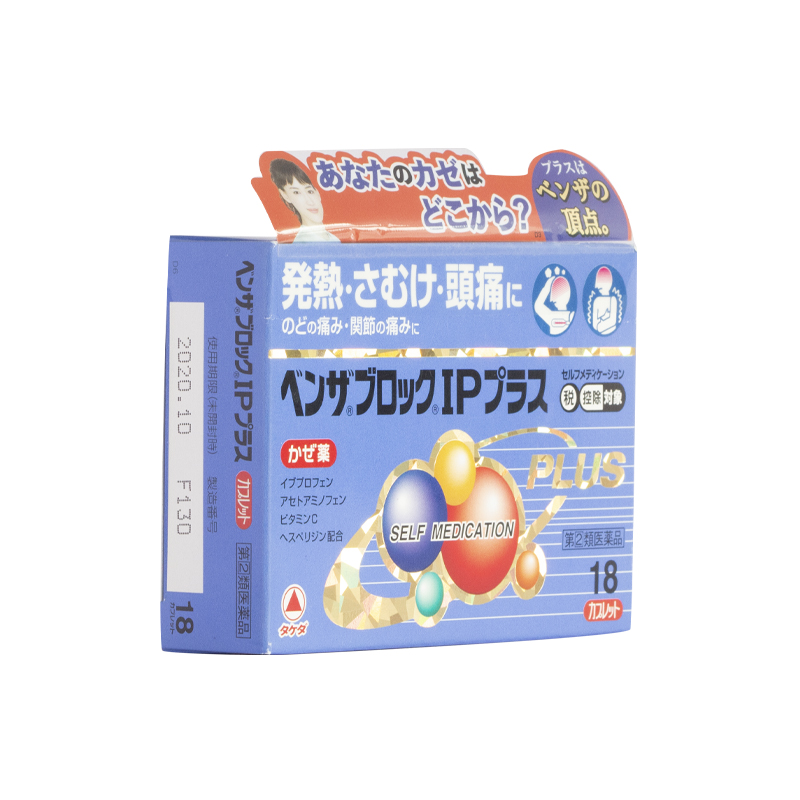 あなたのカゼは
どこから?
プラスは
ベンザの
頂点。
発熱・さむけ・頭痛に
のどの痛み・関節の痛みに
ベンザ®ブロック®IPプラス
セルフメディケーション
税 控除 対象
かぜ薬
イブプロフェン
アセトアミノフェン
ビタミンC
ヘスペリジン配合
PLUS
SELF MEDICATION
第②類医薬品
18
カプレット
タケダ
ベンザ®ブロック®IPプラス カプレット 第②類医薬品
使用期限(未開封時) 製造番号
2020.10 F130
18
カプレット